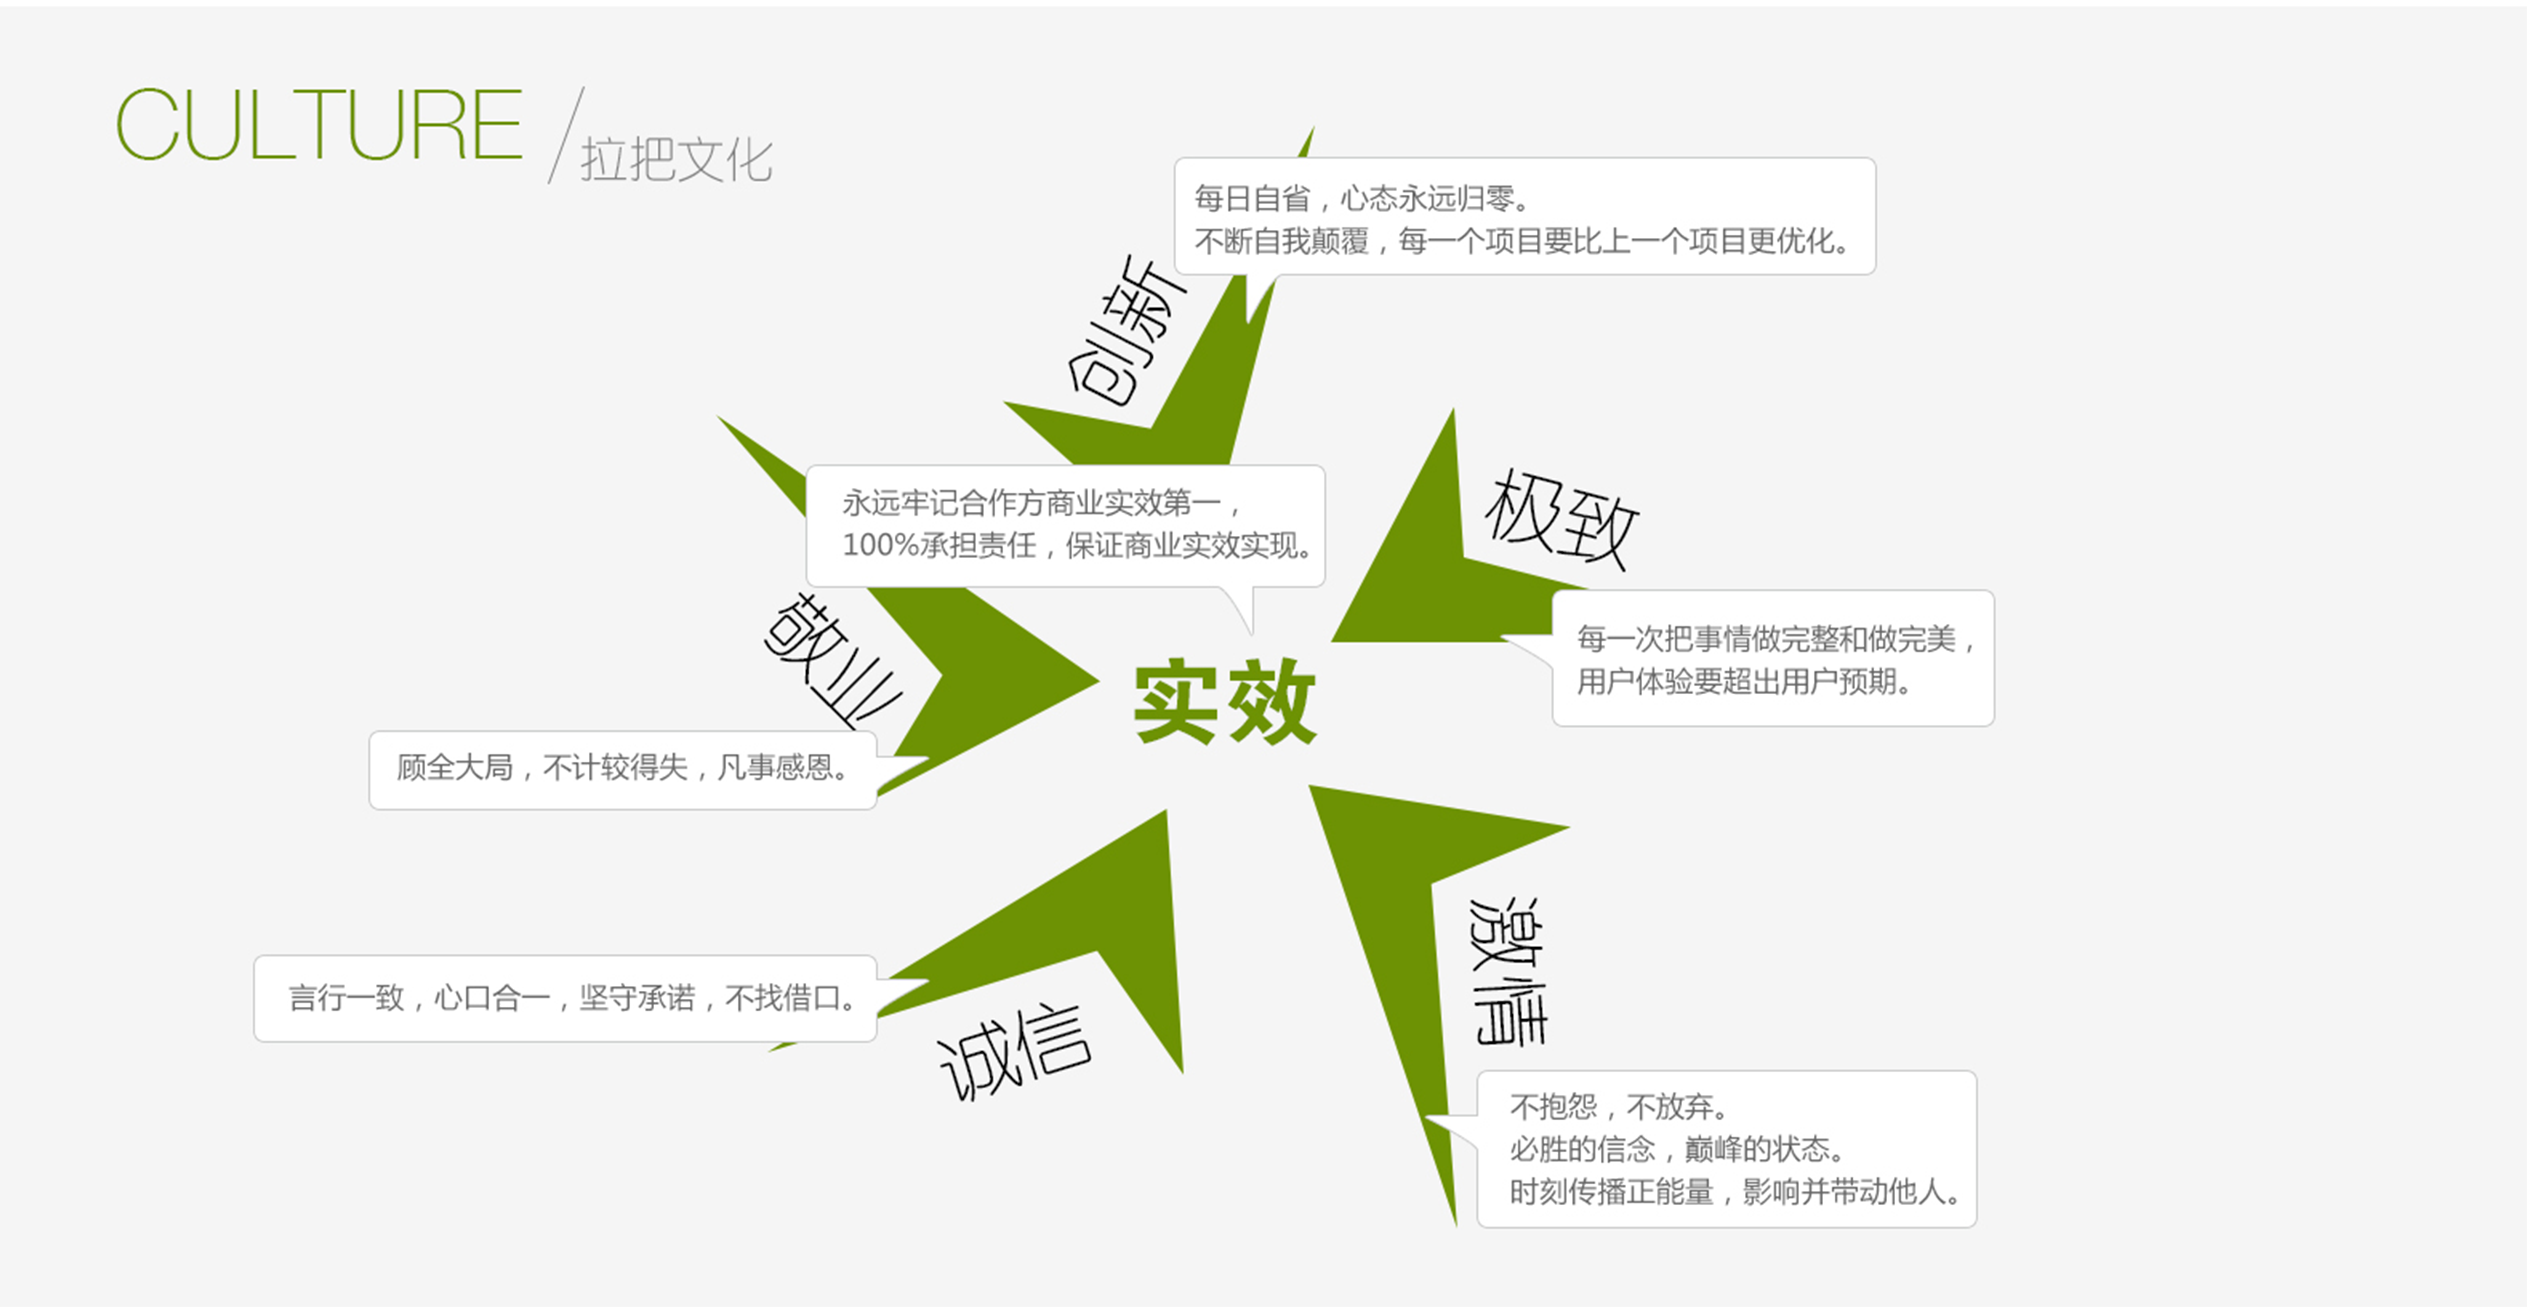 CULTURE
拉把文化
每日自省，心态永远归零。
不断自我颠覆，每一个项目要比上一个项目更优化。
创新
极致
永远牢记合作方商业实效第一，
100%承担责任，保证商业实效实现。
敬业
每一次把事情做完整和做完美，
用户体验要超出用户预期。
实效
顾全大局，不计较得失，凡事感恩。
激情
言行一致，心口合一，坚守承诺，不找借口。
诚信
不抱怨，不放弃。
必胜的信念，巅峰的状态。
时刻传播正能量，影响并带动他人。